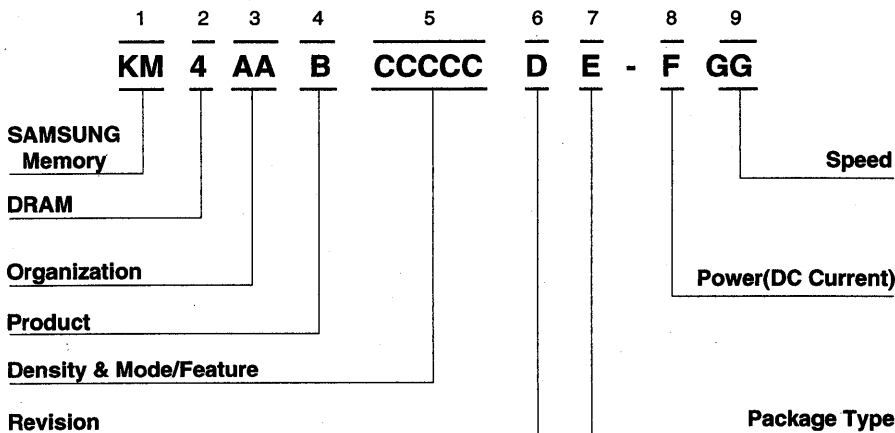 1 2 3 4 5 6 7 8 9
KM 4 AA B CCCCC D E - F GG
SAMSUNG
Memory
Speed
DRAM
Organization
Power(DC Current)
Product
Density & Mode/Feature
Revision
Package Type